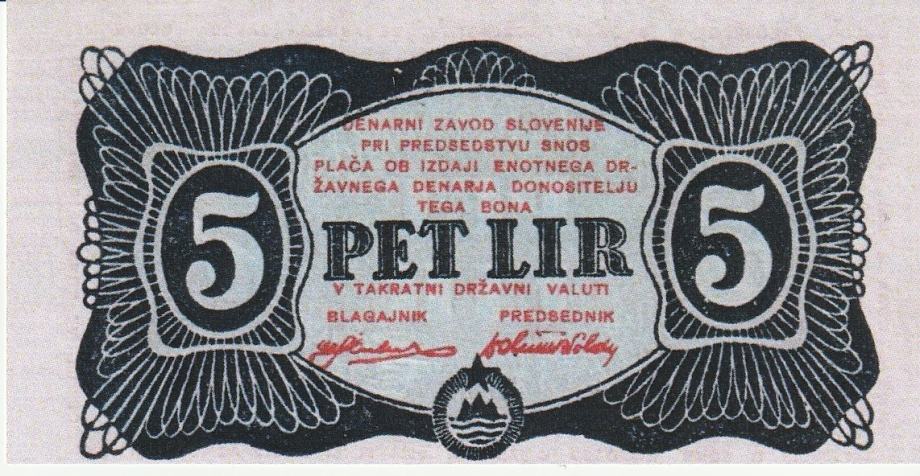 DENARNI ZAVOD SLOVENIJE
PRI PREDSEDSTVU SNOS
PLAČA OB IZDAJI ENOTNEGA DR-
ŽAVNEGA DENARJA DONOSITELJU
TEGA BONA
5 PET LIR 5
V TAKRATNI DRŽAVNI VALUTI
BLAGAJNIK PREDSEDNIK